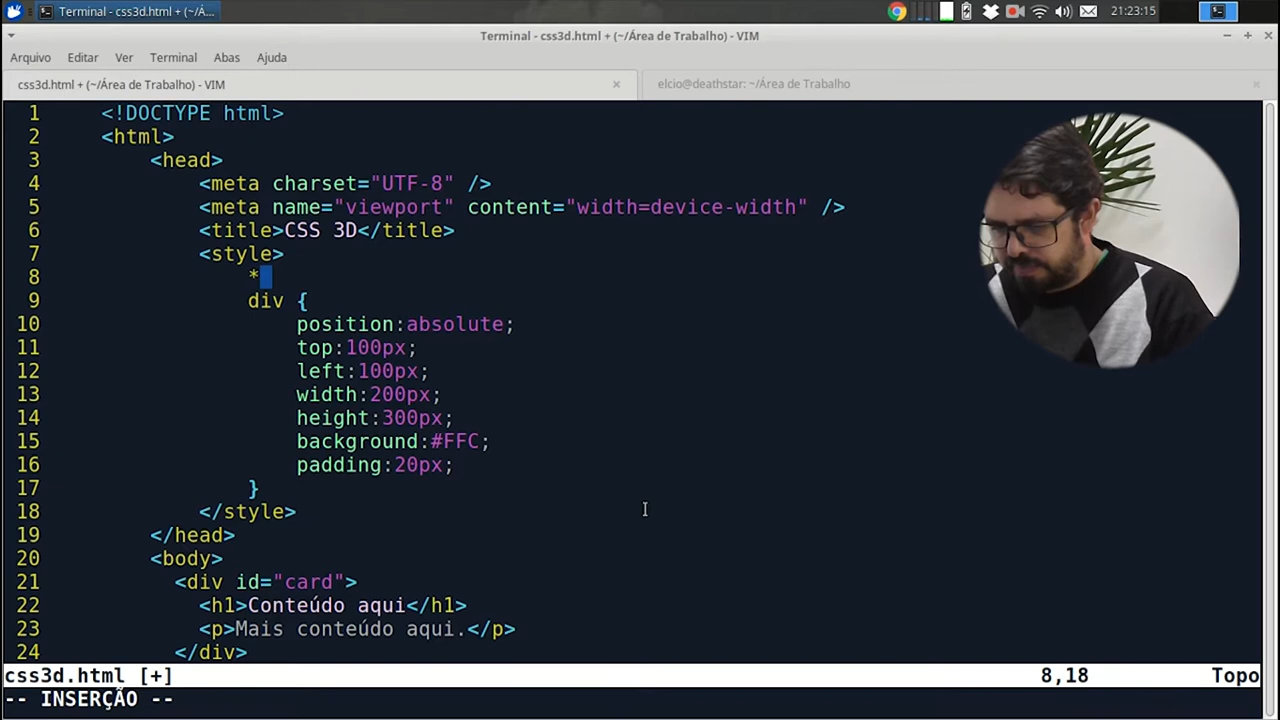 Terminal - css3d.html + (~/Á...
21:23:15
Terminal - css3d.html + (~/Área de Trabalho) - VIM
Arquivo Editar Ver Terminal Abas Ajuda
css3d.html + (~/Área de Trabalho) - VIM
elcio@deathstar: ~/Área de Trabalho
1 <!DOCTYPE html>
2 <html>
3 <head>
4 <meta charset="UTF-8" />
5 <meta name="viewport" content="width=device-width" />
6 <title>CSS 3D</title>
7 <style>
8 *
9 div {
10 position:absolute;
11 top:100px;
12 left:100px;
13 width:200px;
14 height:300px;
15 background:#FFC;
16 padding:20px;
17 }
18 </style>
19 </head>
20 <body>
21 <div id="card">
22 <h1>Conteúdo aqui</h1>
23 <p>Mais conteúdo aqui.</p>
24 </div>
css3d.html [+] 8,18 Topo
-- INSERÇÃO --